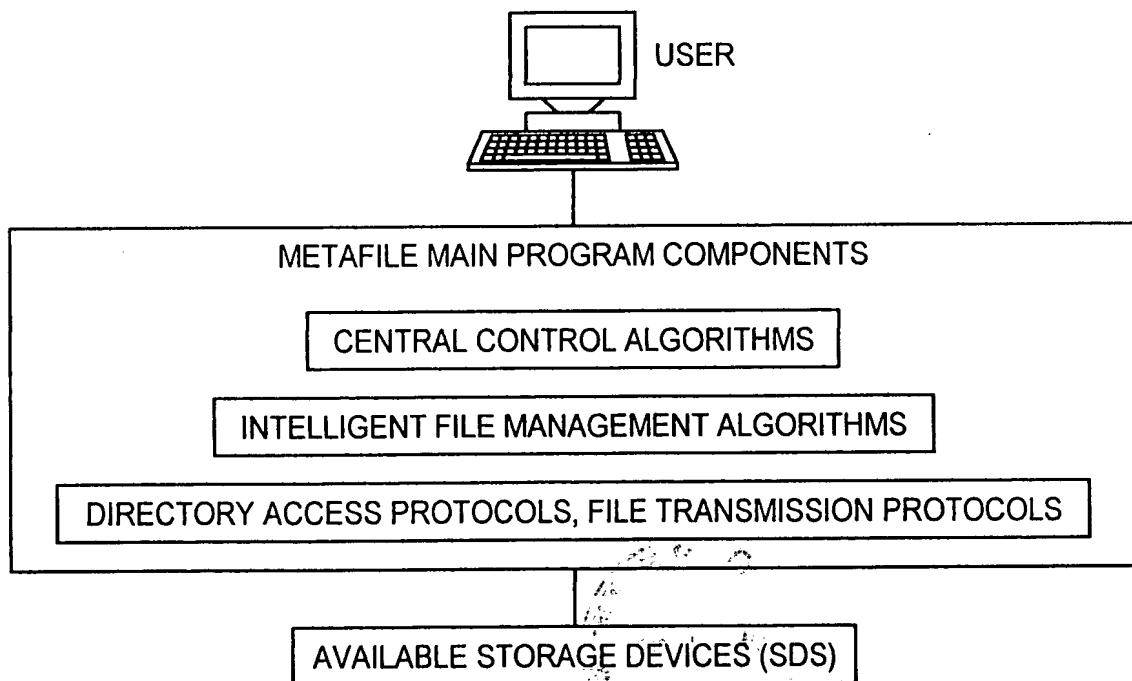 USER
METAFILE MAIN PROGRAM COMPONENTS
CENTRAL CONTROL ALGORITHMS
INTELLIGENT FILE MANAGEMENT ALGORITHMS
DIRECTORY ACCESS PROTOCOLS, FILE TRANSMISSION PROTOCOLS
AVAILABLE STORAGE DEVICES (SDS)